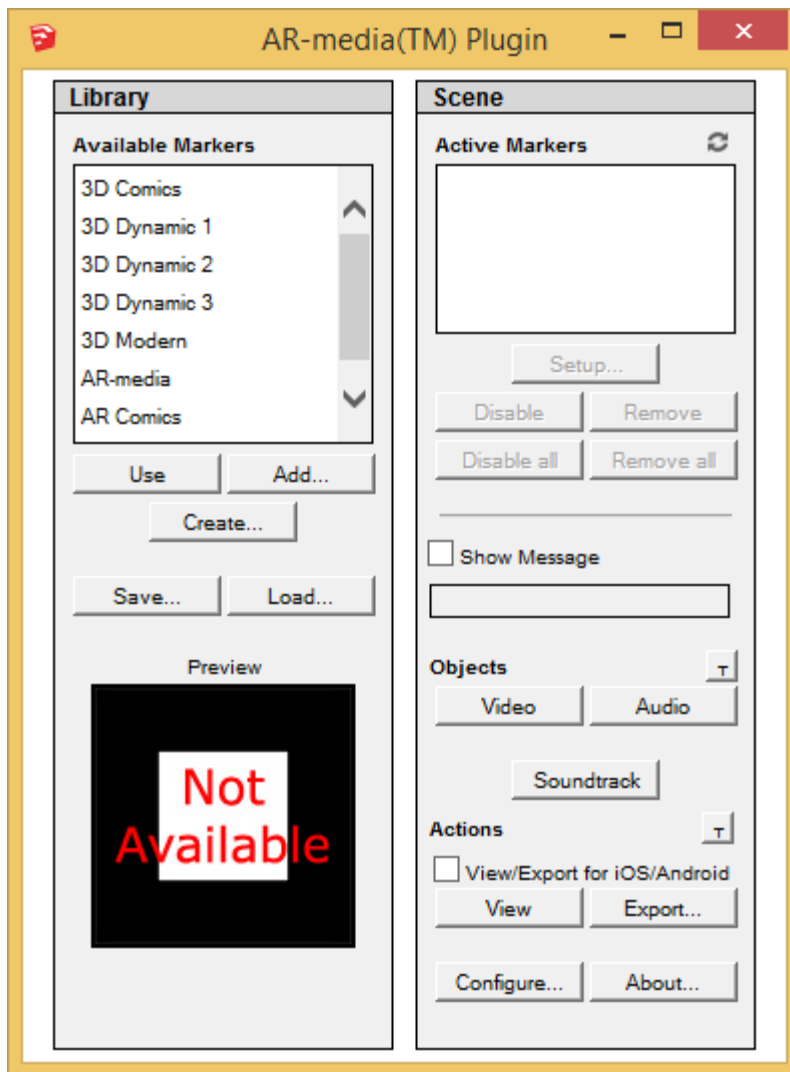 AR-media(TM) Plugin
Library
Available Markers
3D Comics
3D Dynamic 1
3D Dynamic 2
3D Dynamic 3
3D Modern
AR-media
AR Comics
Use
Add...
Create...
Save...
Load...
Preview
Not
Available
Scene
Active Markers
Setup...
Disable
Remove
Disable all
Remove all
Show Message
Objects
T
Video
Audio
Soundtrack
Actions
T
View/Export for iOS/Android
View
Export...
Configure...
About...